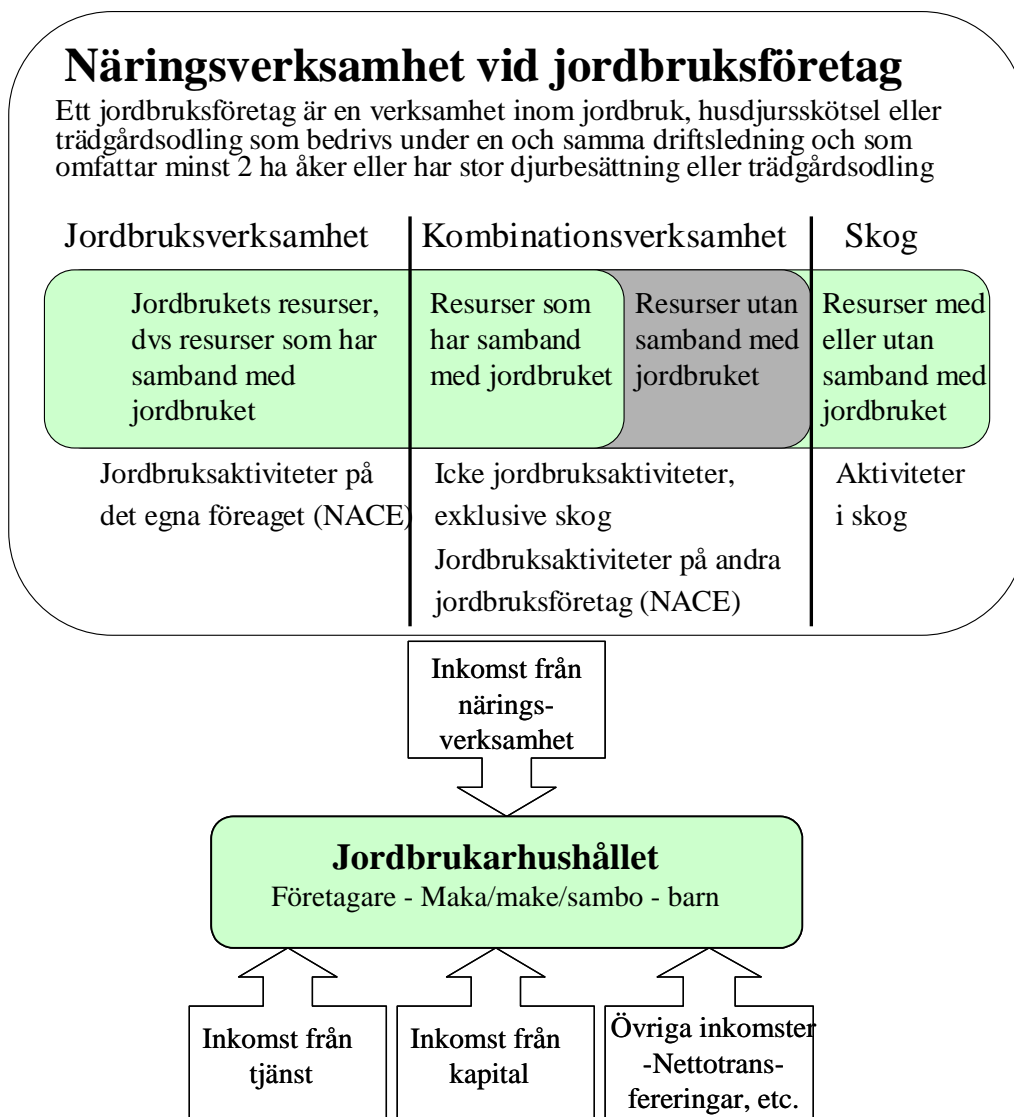 Näringsverksamhet vid jordbruksföretag
Ett jordbruksföretag är en verksamhet inom jordbruk, husdjursskötsel eller
trädgårdsodling som bedrivs under en och samma driftsledning och som
omfattar minst 2 ha åker eller har stor djurbesättning eller trädgårdsodling
Jordbruksverksamhet
Kombinationsverksamhet
Skog
Jordbrukets resurser,
dvs resurser som har
samband med
jordbruket
Resurser som
har samband
med jordbruket
Resurser utan
samband med
jordbruket
Resurser med
eller utan
samband med
jordbruket
Jordbruksaktiviteter på
det egna föreaget (NACE)
Icke jordbruksaktiviteter,
exklusive skog
Jordbruksaktiviteter på andra
jordbruksföretag (NACE)
Aktiviteter
i skog
Inkomst från
närings-
verksamhet
Jordbrukarhushållet
Företagare - Maka/make/sambo - barn
Inkomst från
tjänst
Inkomst från
kapital
Övriga inkomster
-Nettotrans-
fereringar, etc.